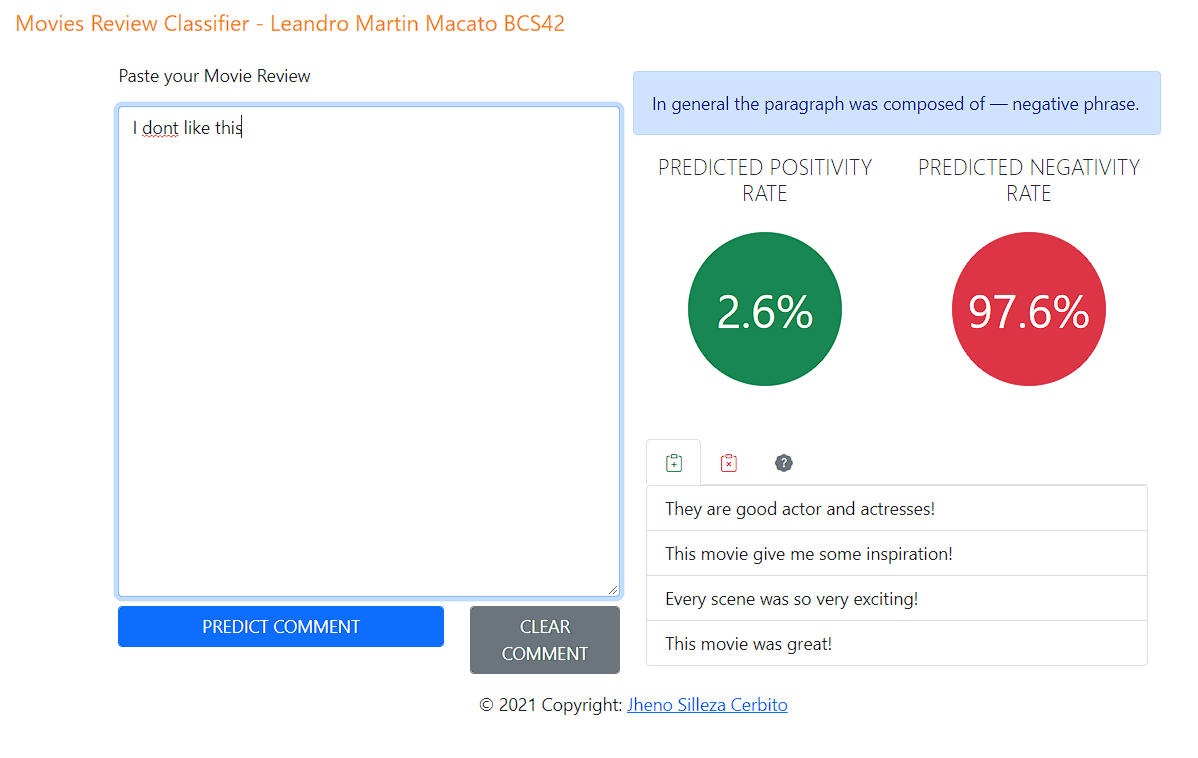 Movies Review Classifier - Leandro Martin Macato BCS42
Paste your Movie Review
I dont like this
PREDICT COMMENT
CLEAR
COMMENT
In general the paragraph was composed of — negative phrase.
PREDICTED POSITIVITY
RATE
2.6%
PREDICTED NEGATIVITY
RATE
97.6%
?
They are good actor and actresses!
This movie give me some inspiration!
Every scene was so very exciting!
This movie was great!
© 2021 Copyright: Jheno Silleza Cerbito